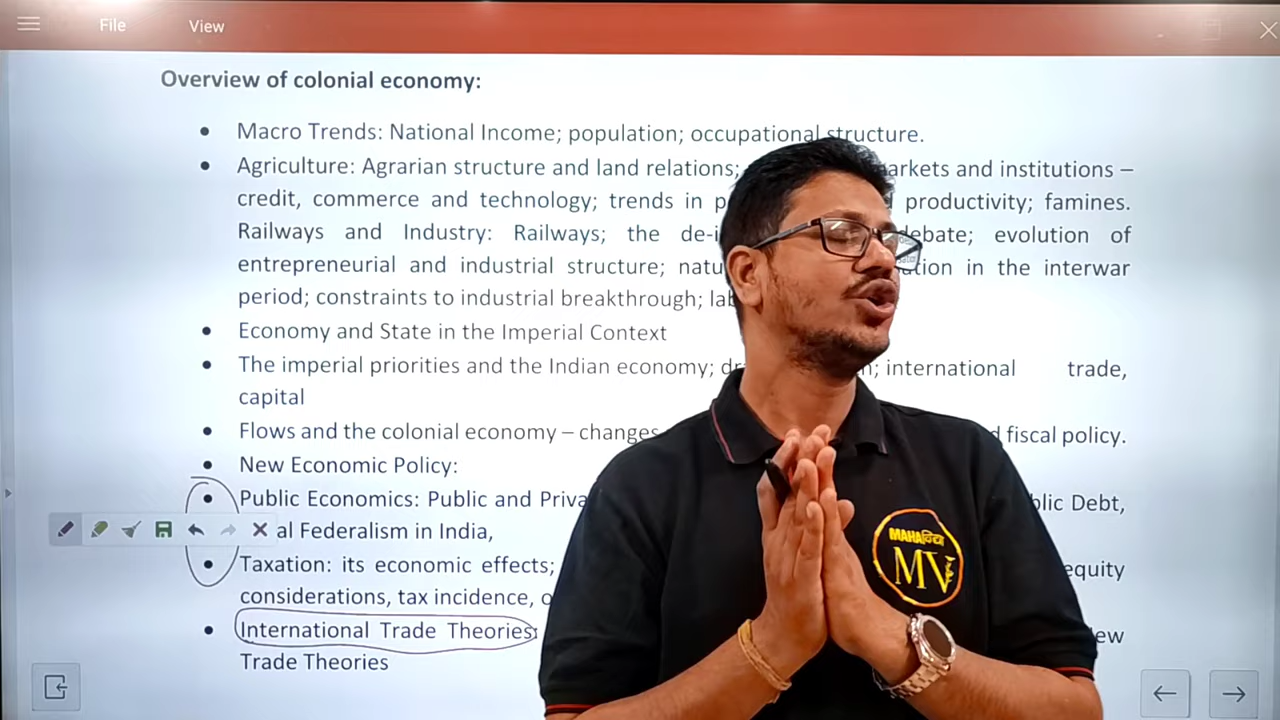 File View
Overview of colonial economy:
• Macro Trends: National Income; population; occupational structure.
• Agriculture: Agrarian structure and land relations; arkets and institutions –
credit, commerce and technology; trends in p productivity; famines.
Railways and Industry: Railways; the de-i debate; evolution of
entrepreneurial and industrial structure; natu ation in the interwar
period; constraints to industrial breakthrough; lab
• Economy and State in the Imperial Context
• The imperial priorities and the Indian economy; dr n; international trade,
capital
• Flows and the colonial economy – changes d fiscal policy.
• New Economic Policy:
• Public Economics: Public and Priva blic Debt,
al Federalism in India,
• Taxation: its economic effects; equity
considerations, tax incidence, o
• International Trade Theories: ew
Trade Theories
MAHAविद्या
MV